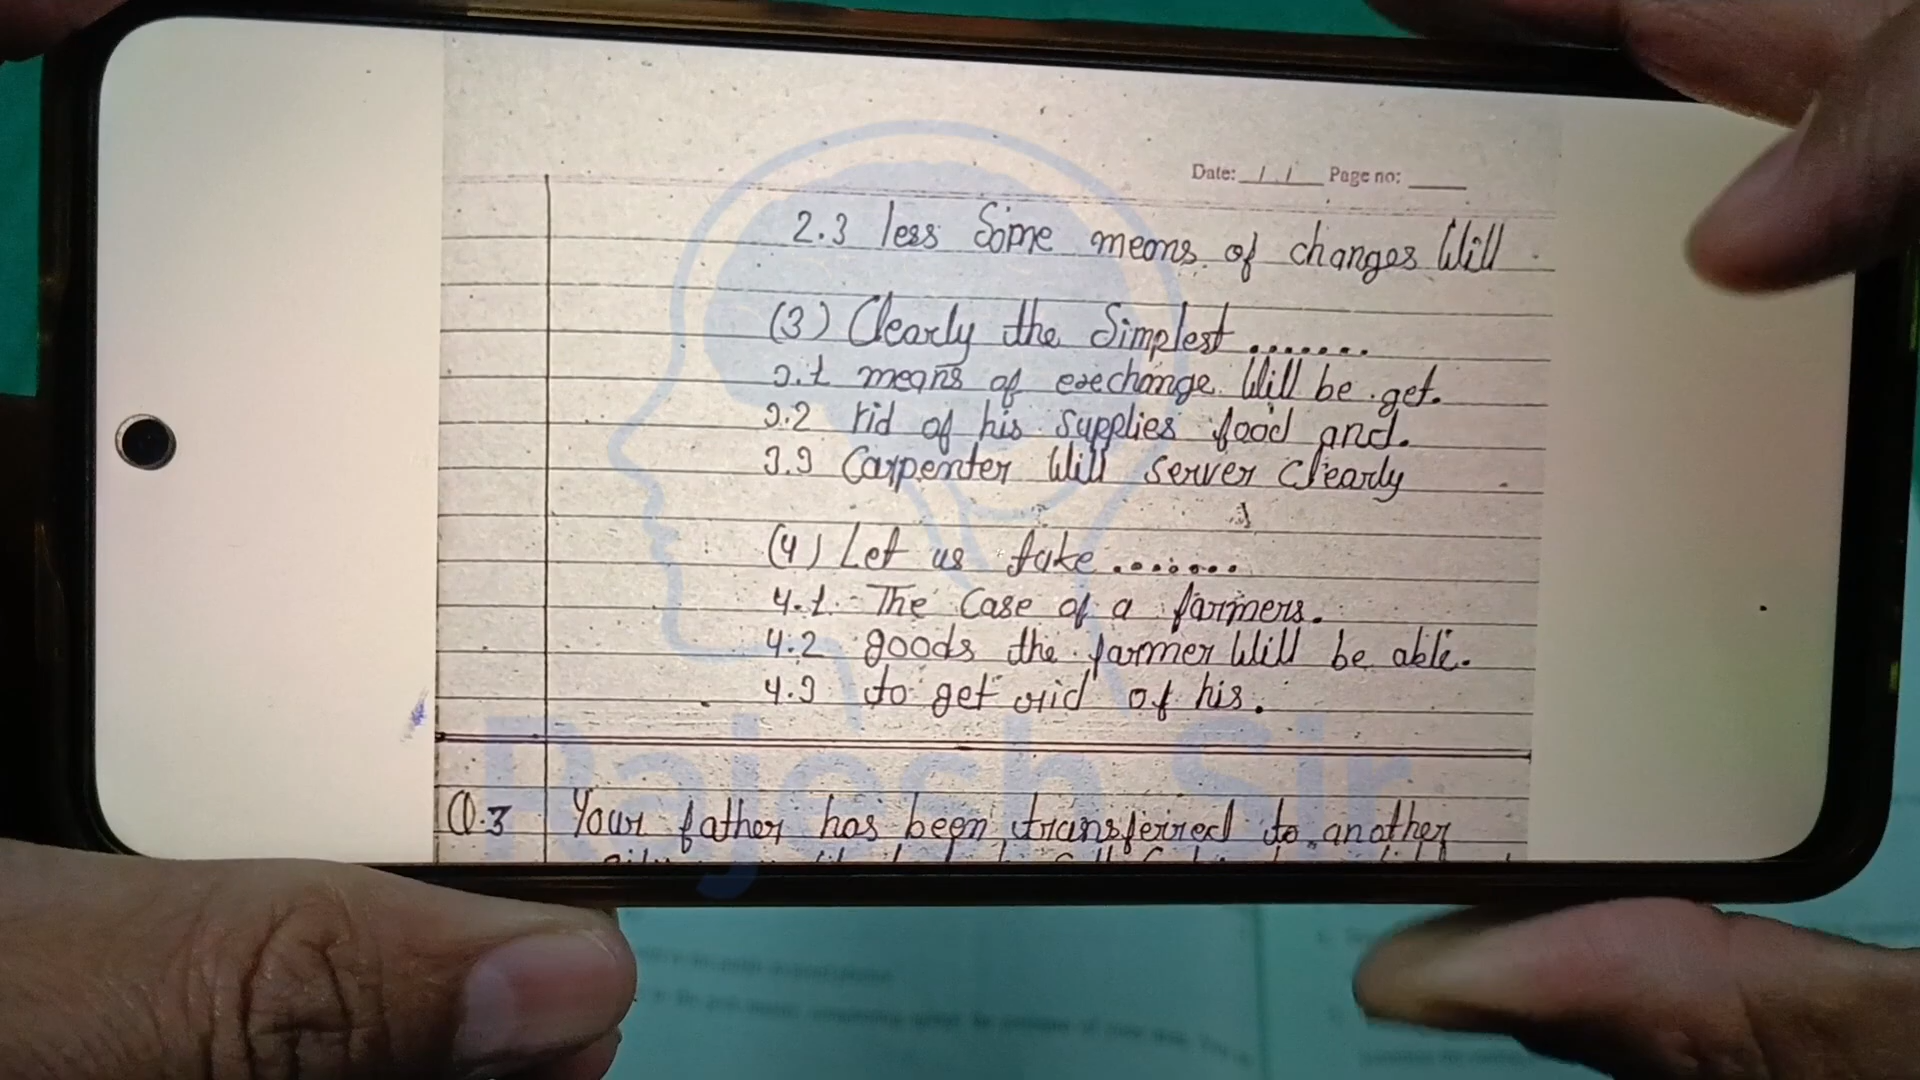 Date: / / Page no:
2.3 less Some means of changes Will
(3) Clearly the Simplest .......
3.1 means of exechange Will be get.
3.2 rid of his supplies food and.
3.3 Carpenter Will server Clearly
(4) Let us take .......
4.1. The Case of a farmers.
4.2 goods the farmer Will be able.
4.3 to get rid of his.
Rajesh Sir
Q.3 Your father has been transferred to another